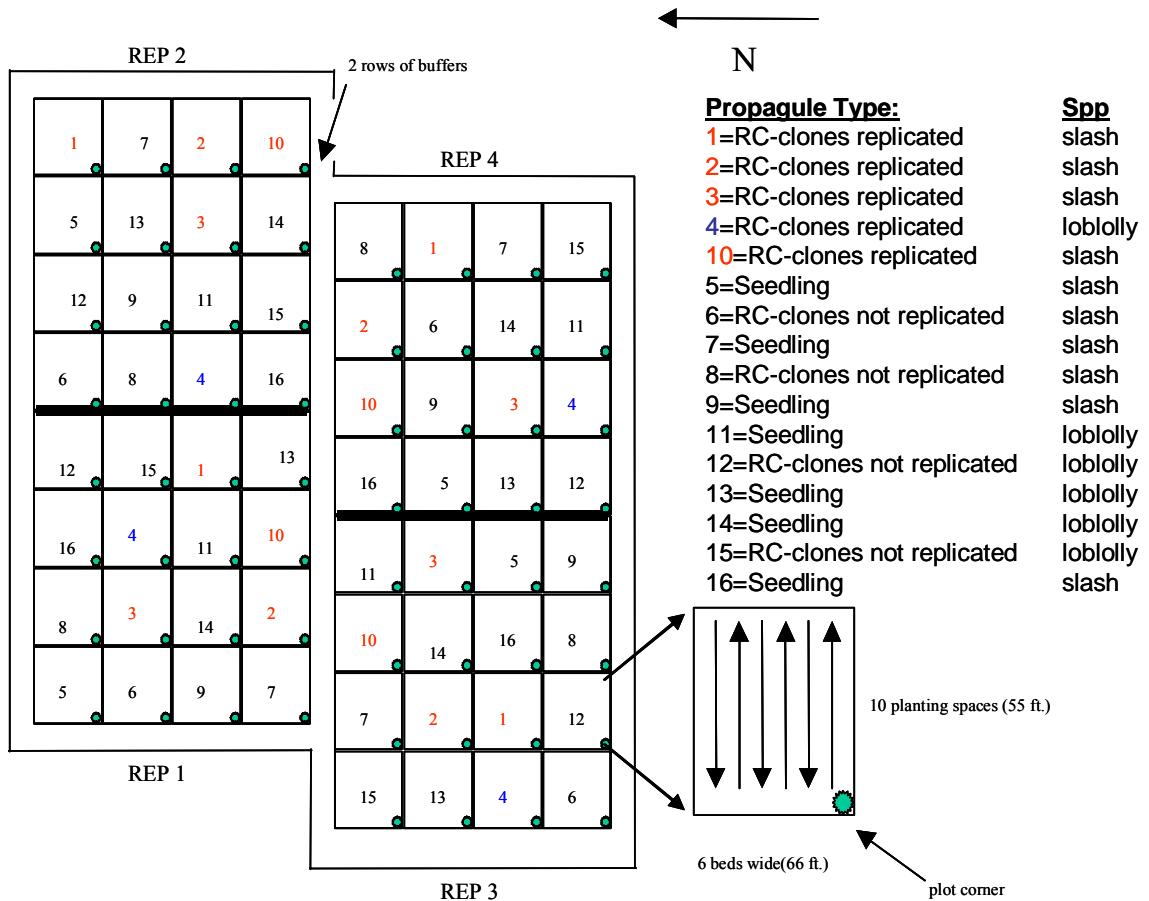 REP 2
2 rows of buffers
N
REP 4
1 7 2 10
5 13 3 14
12 9 11 15
6 8 4 16
12 15 1 13
16 4 11 10
8 3 14 2
5 6 9 7
REP 1
8 1 7 15
2 6 14 11
10 9 3 4
16 5 13 12
11 3 5 9
10 14 16 8
7 2 1 12
15 13 4 6
REP 3
Propagule Type: Spp
1=RC-clones replicated slash
2=RC-clones replicated slash
3=RC-clones replicated slash
4=RC-clones replicated loblolly
10=RC-clones replicated slash
5=Seedling slash
6=RC-clones not replicated slash
7=Seedling slash
8=RC-clones not replicated slash
9=Seedling slash
11=Seedling loblolly
12=RC-clones not replicated loblolly
13=Seedling loblolly
14=Seedling loblolly
15=RC-clones not replicated loblolly
16=Seedling slash
10 planting spaces (55 ft.)
6 beds wide(66 ft.)
plot corner